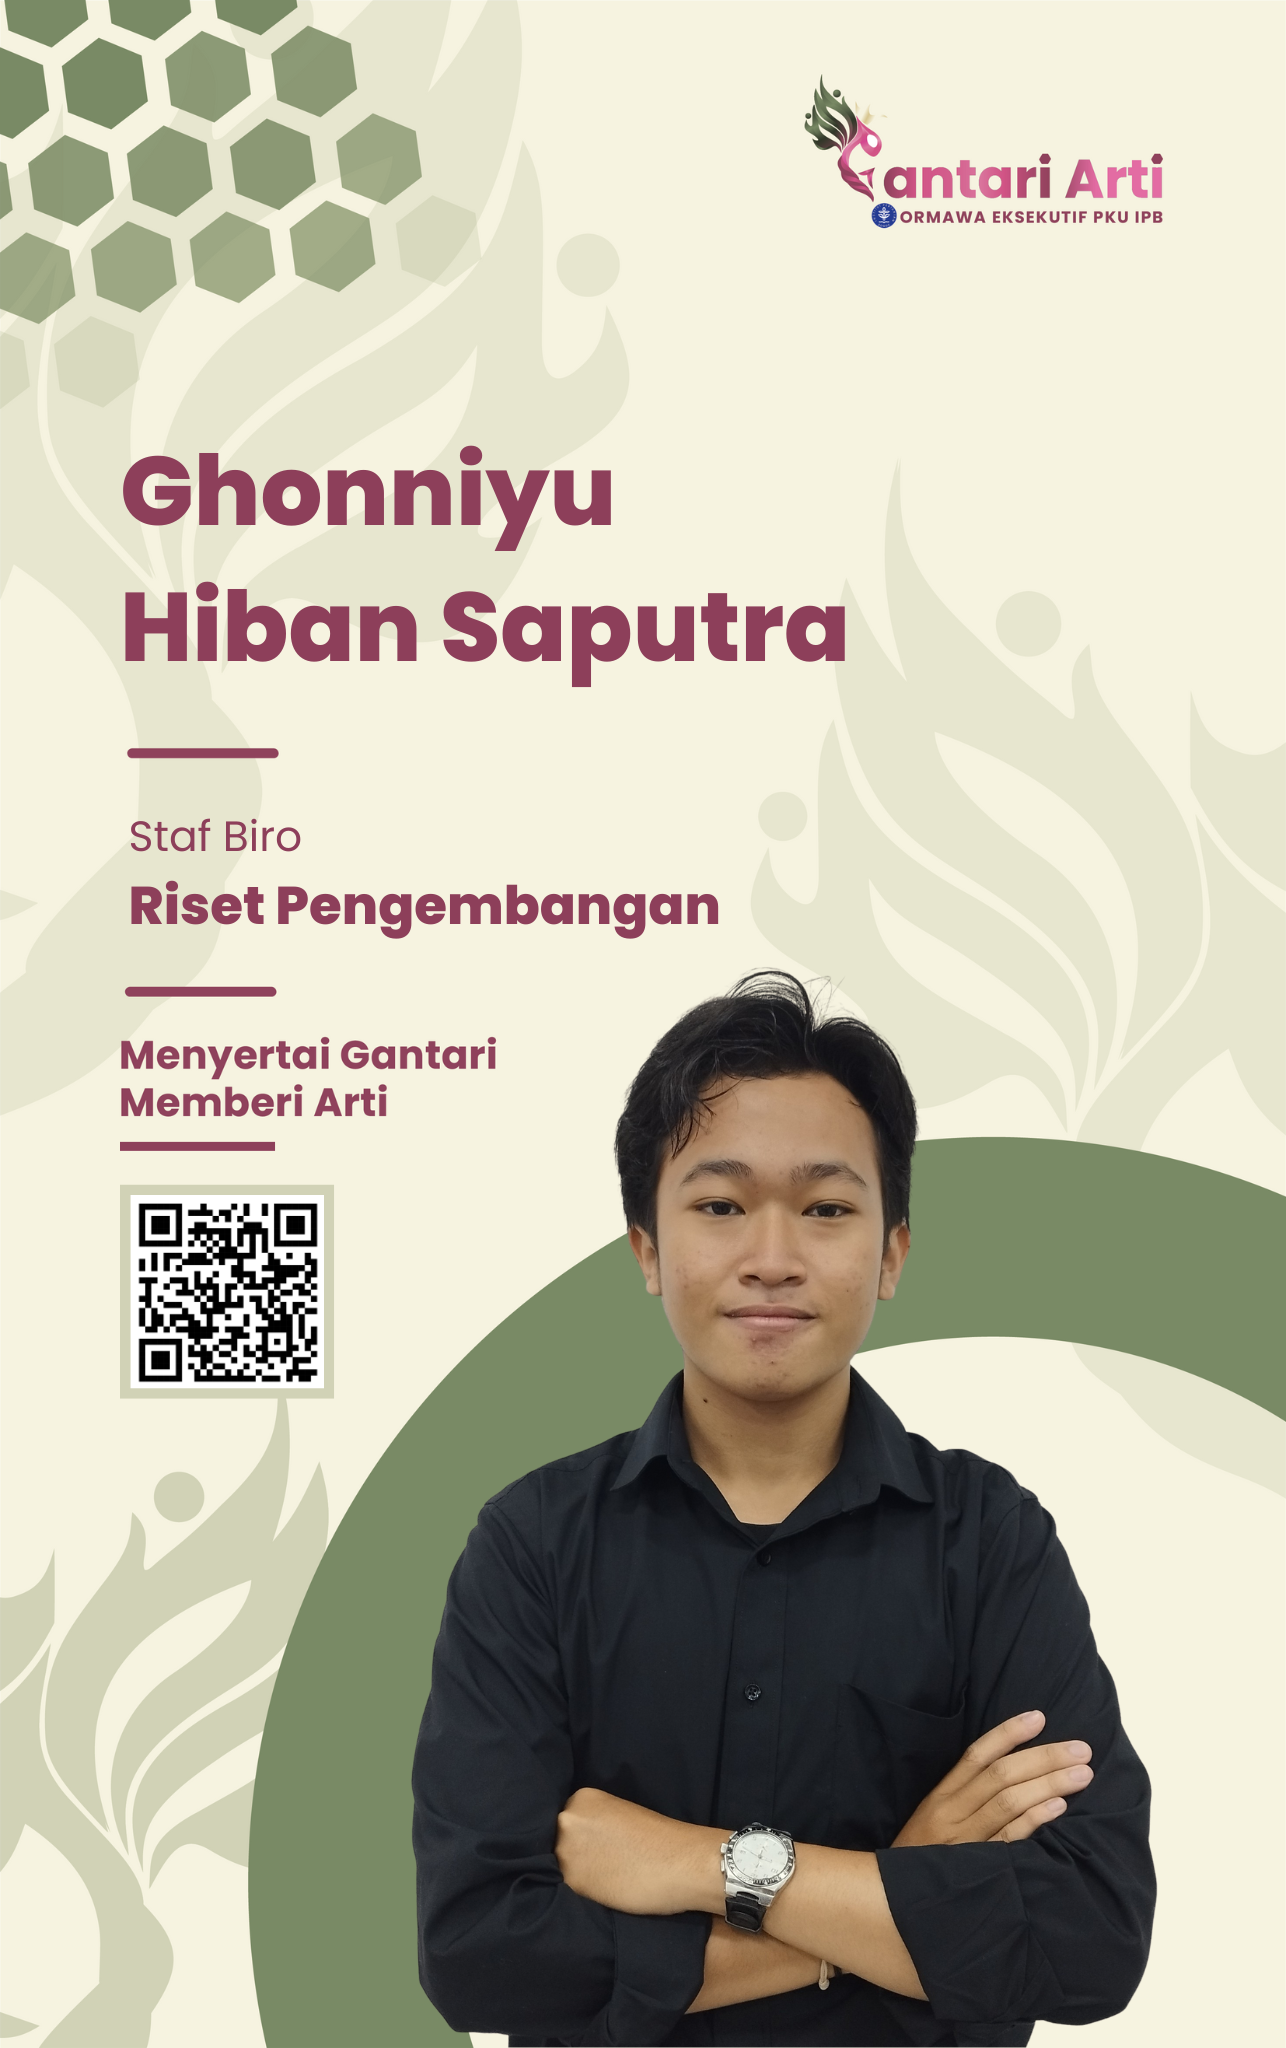 Gantari Arti
ORMAWA EKSEKUTIF PKU IPB
Ghonniyu
Hiban Saputra
Staf Biro
Riset Pengembangan
Menyertai Gantari
Memberi Arti